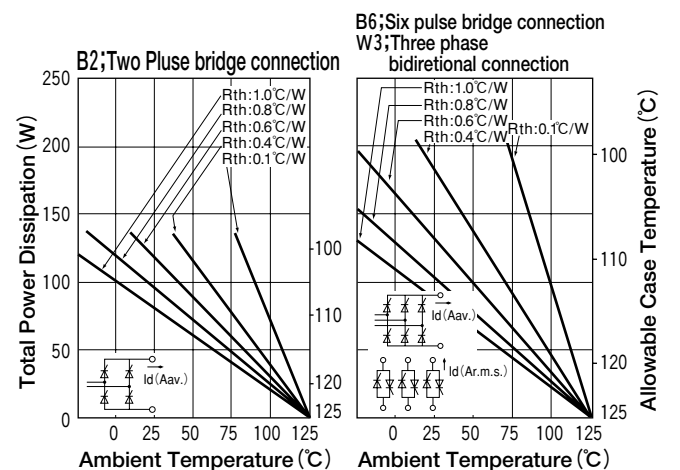 B2;Two Pluse bridge connection
Total Power Dissipation (W)
250
200
150
100
50
0
Rth:1.0℃/W
Rth:0.8℃/W
Rth:0.6℃/W
Rth:0.4℃/W
Rth:0.1℃/W
Id(Aav.)
100
110
120
125
0 25 50 75 100 125
Ambient Temperature (℃)
B6;Six pulse bridge connection
W3;Three phase
bidiretional connection
Rth:1.0℃/W
Rth:0.8℃/W
Rth:0.6℃/W
Rth:0.4℃/W
Rth:0.1℃/W
Id(Aav.)
Id(Ar.m.s.)
100
110
120
125
0 25 50 75 100 125
Ambient Temperature (℃)
Allowable Case Temperature (℃)